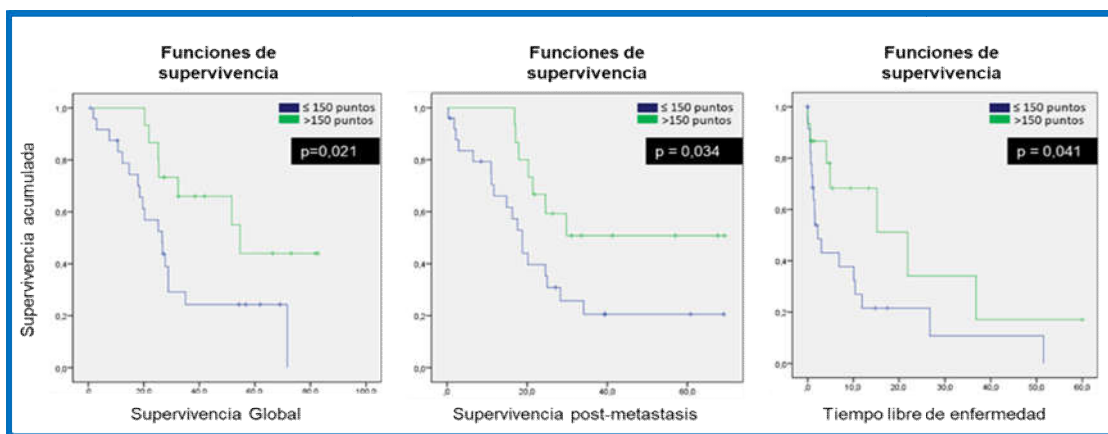 Funciones de
supervivencia
Funciones de
supervivencia
Funciones de
supervivencia
≤ 150 puntos
>150 puntos
p=0,021
≤ 150 puntos
>150 puntos
p = 0,034
≤ 150 puntos
>150 puntos
p = 0,041
Supervivencia acumulada
1,0
0,8
0,6
0,4
0,2
0,0
,0 20,0 40,0 60,0 80,0 100,0
1,0
0,8
0,6
0,4
0,2
0,0
,0 20,0 40,0 60,0
1,0
0,8
0,6
0,4
0,2
0,0
,0 10,0 20,0 30,0 40,0 50,0 60,0
Supervivencia Global
Supervivencia post-metastasis
Tiempo libre de enfermedad